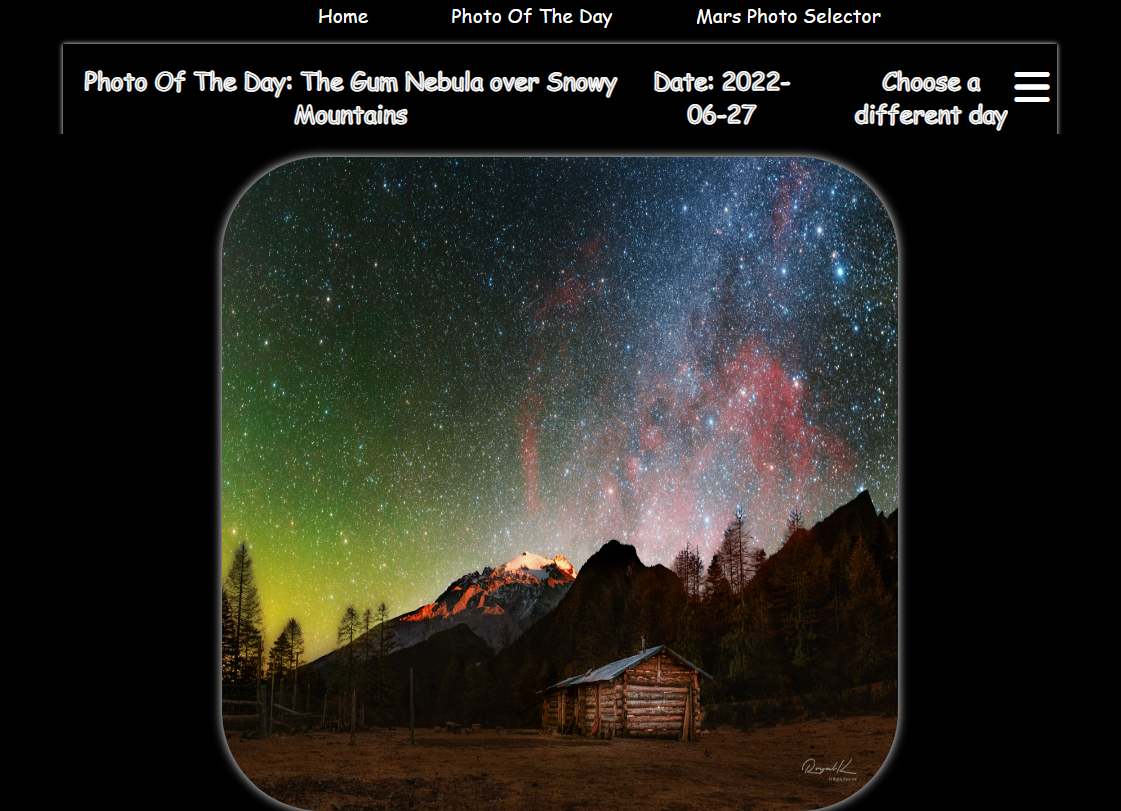 Home Photo Of The Day Mars Photo Selector
Photo Of The Day: The Gum Nebula over Snowy Date: 2022- Choose a
Mountains 06-27 different day
RoyalK